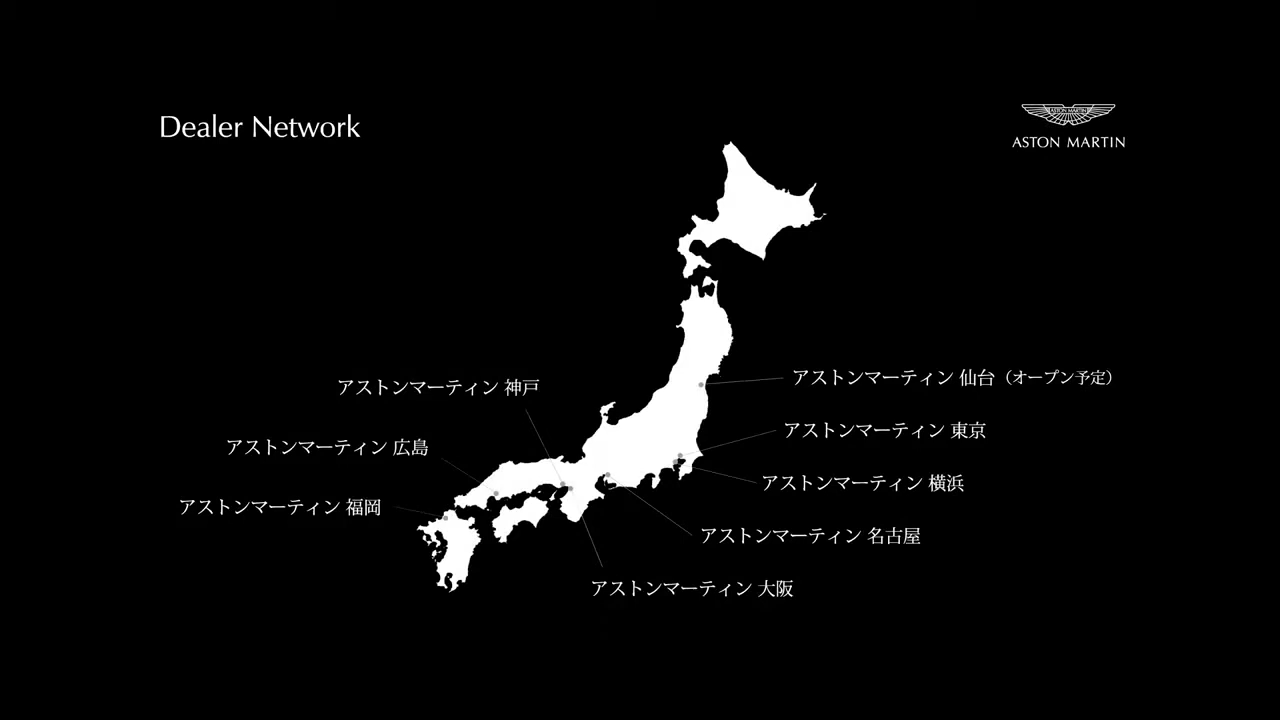 Dealer Network
ASTON MARTIN
ASTON MARTIN
アストンマーティン 神戸
アストンマーティン 仙台（オープン予定）
アストンマーティン 広島
アストンマーティン 東京
アストンマーティン 福岡
アストンマーティン 横浜
アストンマーティン 名古屋
アストンマーティン 大阪